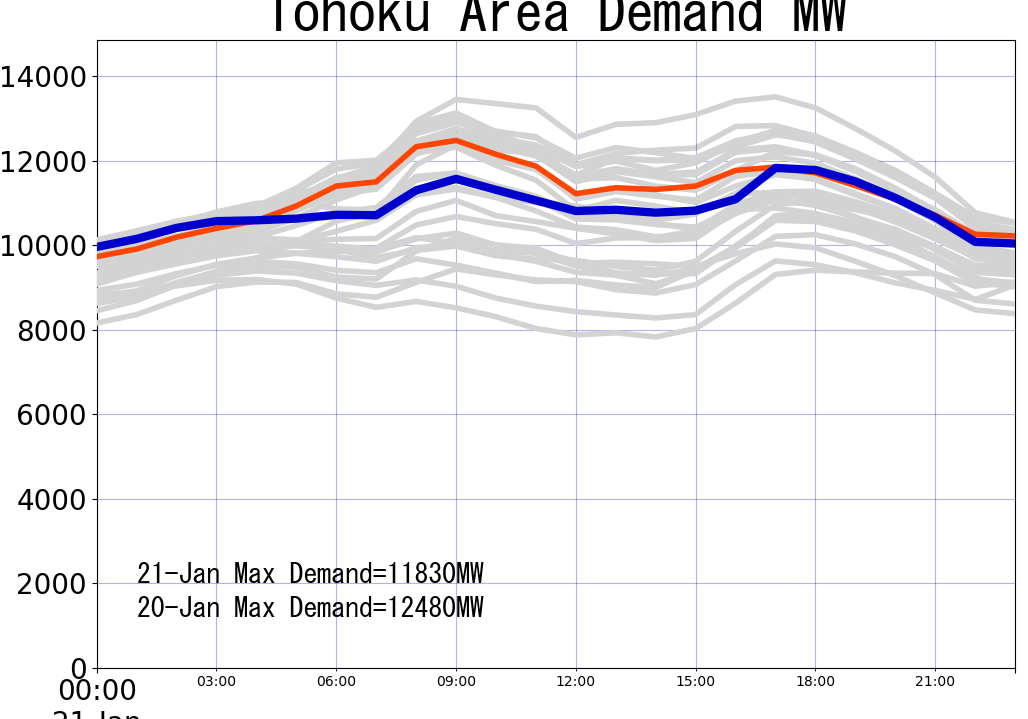 Tohoku Area Demand MW
14000
12000
10000
8000
6000
4000
2000
0
21-Jan Max Demand=11830MW
20-Jan Max Demand=12480MW
00:00 03:00 06:00 09:00 12:00 15:00 18:00 21:00
21-Jan